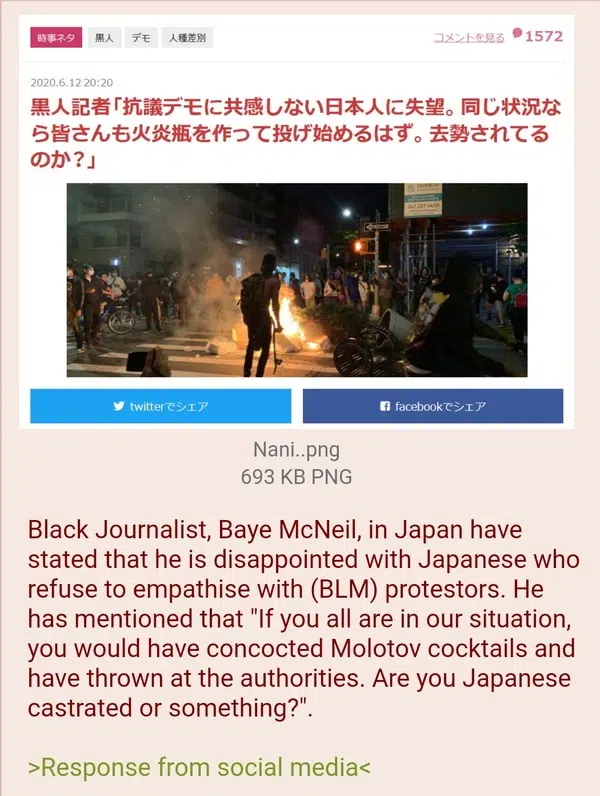 時事ネタ 黒人 デモ 人種差別 コメントを見る 1572
2020.6.12 20:20
黒人記者「抗議デモに共感しない日本人に失望。同じ状況な
ら皆さんも火炎瓶を作って投げ始めるはず。去勢されてる
のか?」
twitterでシェア facebookでシェア
Nani..png
693 KB PNG
Black Journalist, Baye McNeil, in Japan have
stated that he is disappointed with Japanese who
refuse to empathise with (BLM) protestors. He
has mentioned that "If you all are in our situation,
you would have concocted Molotov cocktails and
have thrown at the authorities. Are you Japanese
castrated or something?".
>Response from social media<